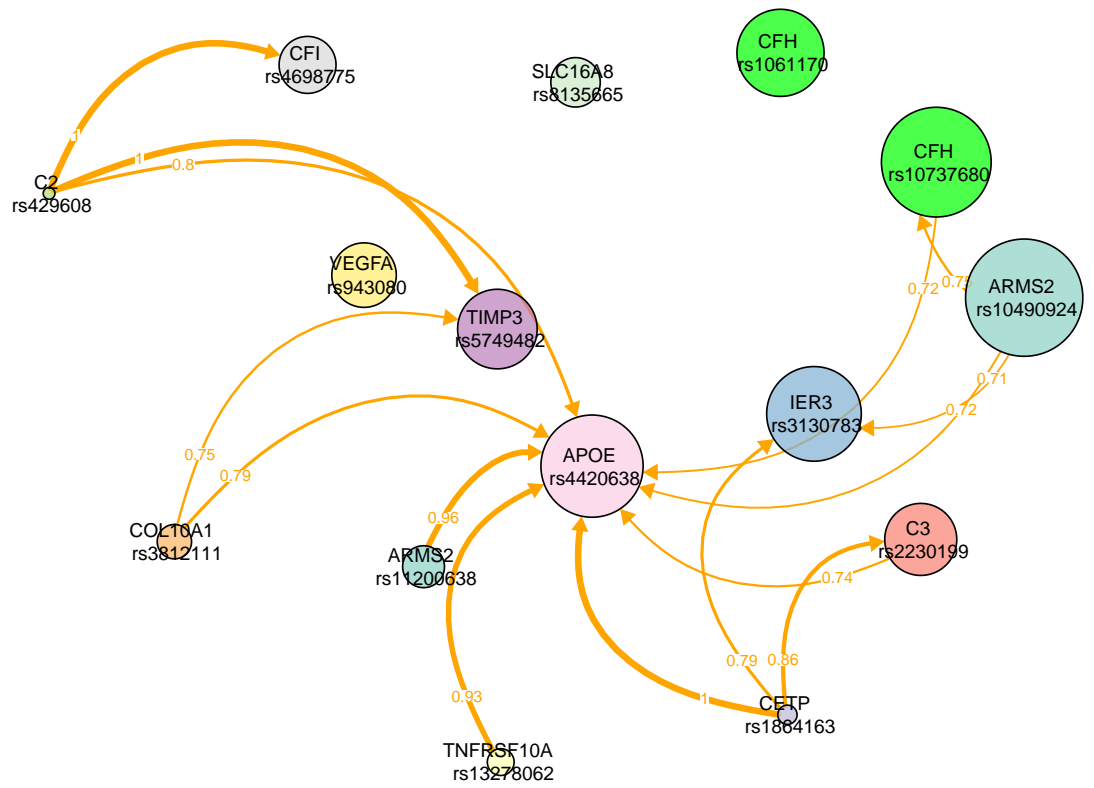 CFH
rs1061170
CFI
rs4698775
SLC16A8
rs8135665
1
CFH
rs10737680
1
0.8
C2
rs429608
VEGFA
rs943080
0.72
0.75
ARMS2
rs10490924
TIMP3
rs5749482
0.71
IER3
rs3130783
0.72
0.75
APOE
rs4420638
0.79
0.96
COL10A1
rs3812111
C3
rs2230199
ARMS2
rs11200638
0.74
0.79
0.86
0.93
1
CETP
rs1864163
TNFRSF10A
rs13278062